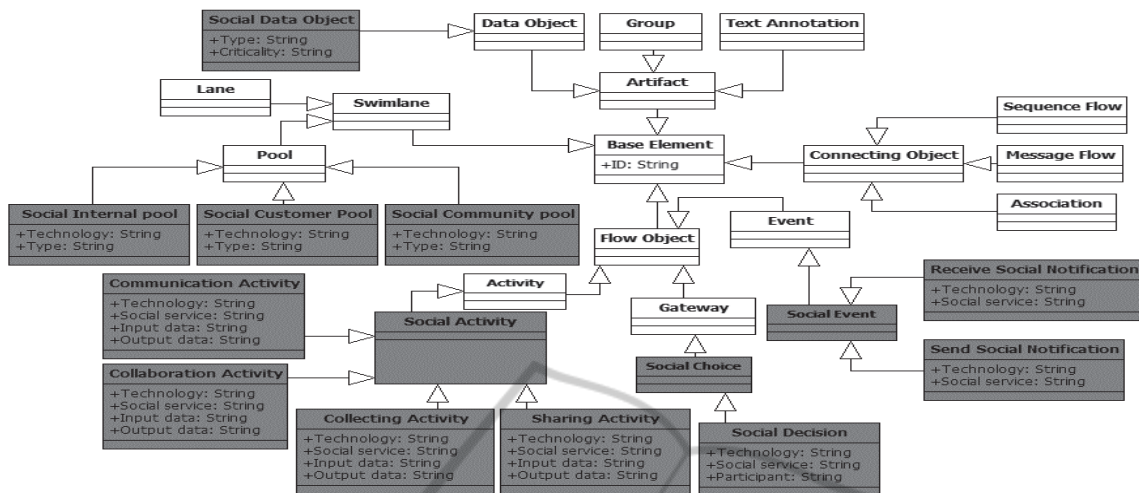 Social Data Object
+Type: String
+Criticality: String
Data Object
Group
Text Annotation
Artifact
Lane
Swimlane
Pool
Base Element
+ID: String
Connecting Object
Sequence Flow
Message Flow
Association
Social Internal pool
+Technology: String
+Type: String
Social Customer Pool
+Technology: String
+Type: String
Social Community pool
+Technology: String
+Type: String
Flow Object
Event
Activity
Gateway
Communication Activity
+Technology: String
+Social service: String
+Input data: String
+Output data: String
Social Activity
Social Event
Receive Social Notification
+Technology: String
+Social service: String
Send Social Notification
+Technology: String
+Social service: String
Social Choice
Collaboration Activity
+Technology: String
+Social service: String
+Input data: String
+Output data: String
Collecting Activity
+Technology: String
+Social service: String
+Input data: String
+Output data: String
Sharing Activity
+Technology: String
+Social service: String
+Input data: String
+Output data: String
Social Decision
+Technology: String
+Social service: String
+Participant: String